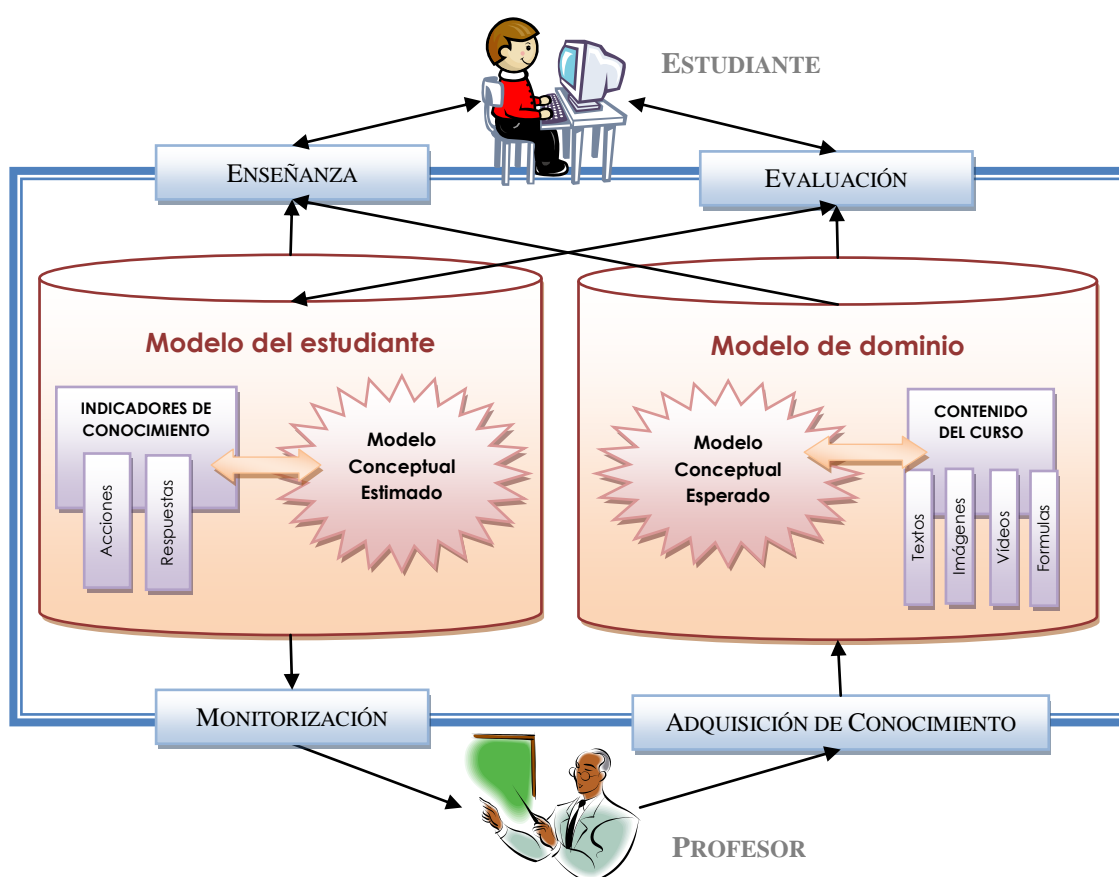 ESTUDIANTE
ENSEÑANZA
EVALUACIÓN
Modelo del estudiante
INDICADORES DE
CONOCIMIENTO
Acciones
Respuestas
Modelo
Conceptual
Estimado
Modelo de dominio
Modelo
Conceptual
Esperado
CONTENIDO
DEL CURSO
Textos
Imágenes
Vídeos
Formulas
MONITORIZACIÓN
ADQUISICIÓN DE CONOCIMIENTO
PROFESOR